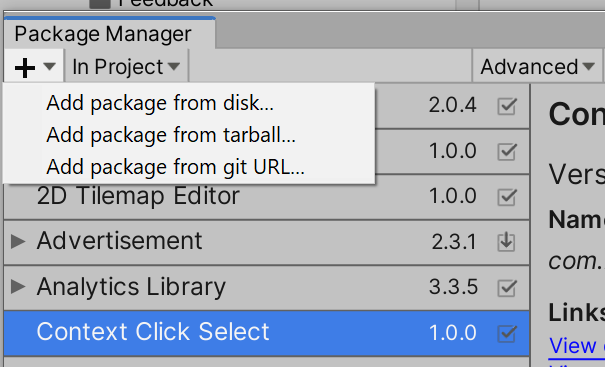 Feedback
Package Manager
+ In Project Advanced
Add package from disk...
Add package from tarball...
Add package from git URL...
2.0.4
1.0.0
2D Tilemap Editor 1.0.0
Advertisement 2.3.1
Analytics Library 3.3.5
Context Click Select 1.0.0
Con
Vers
Name
com.
Links
View